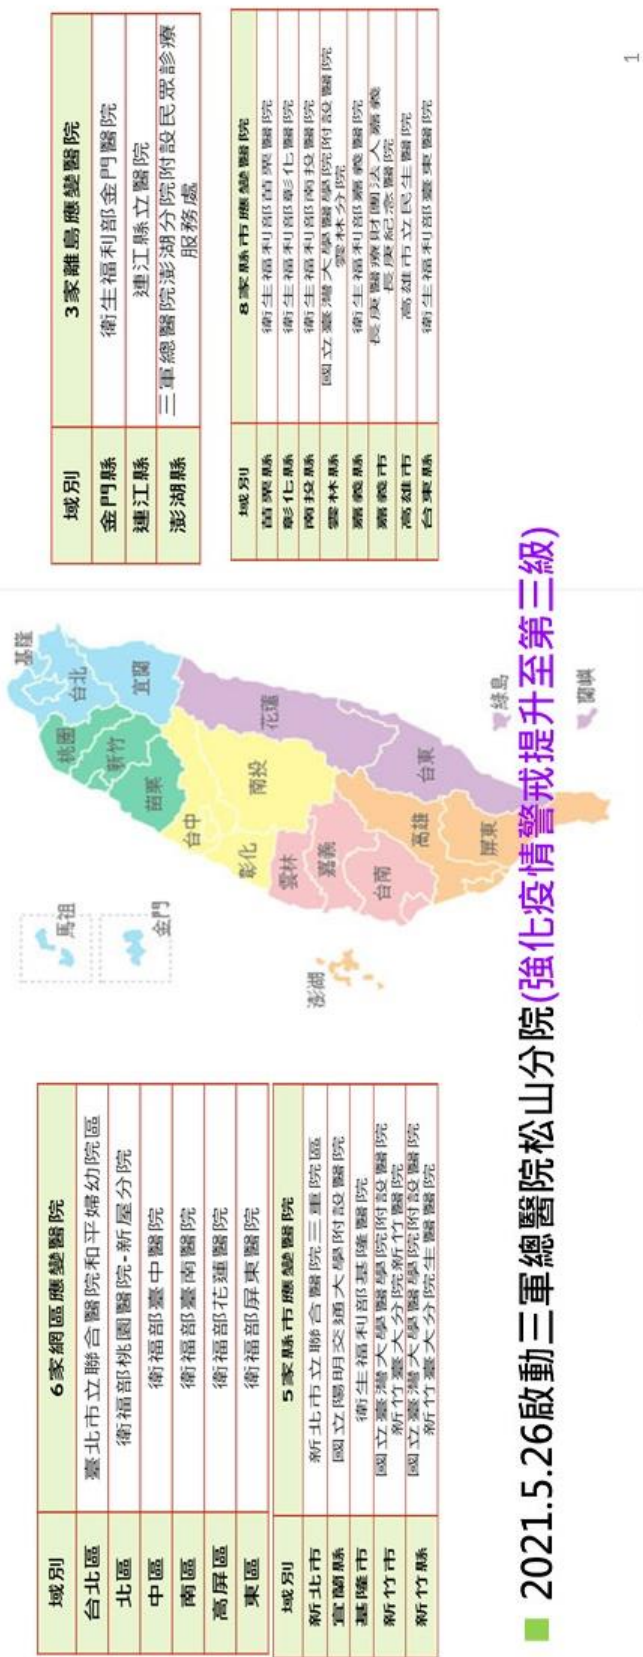 域別 6家網區應變醫院
台北區 臺北市立聯合醫院和平婦幼院區
北區 衛福部桃園醫院-新屋分院
中區 衛福部臺中醫院
南區 衛福部臺南醫院
高屏區 衛福部花蓮醫院
東區 衛福部屏東醫院
域別 5家縣市應變醫院
新北市 新北市立聯合醫院三重院區
宜蘭縣 國立陽明交通大學附設醫院
基隆市 衛生福利部基隆醫院
新竹市 國立臺灣大學醫學院附設醫院
新竹臺大分院新竹醫院
新竹縣 國立臺灣大學醫學院附設醫院
新竹臺大分院生醫醫院
馬祖
金門
澎湖
基隆
台北
桃園
新竹
宜蘭
苗栗
台中
彰化
南投
花蓮
雲林
嘉義
台南
高雄
台東
屏東
綠島
蘭嶼
域別 3家離島應變醫院
金門縣 衛生福利部金門醫院
連江縣 連江縣立醫院
澎湖縣 三軍總醫院澎湖分院附設民眾診療
服務處
域別 8家縣市應變醫院
苗栗縣 衛生福利部苗栗醫院
彰化縣 衛生福利部彰化醫院
南投縣 衛生福利部南投醫院
雲林縣 國立臺灣大學醫學院附設醫院
雲林分院
嘉義縣 衛生福利部嘉義醫院
嘉義市 長庚醫療財團法人嘉義
長庚紀念醫院
高雄市 高雄市立民生醫院
台東縣 衛生福利部臺東醫院
2021.5.26啟動三軍總醫院松山分院(強化疫情警戒提升至第三級)
1